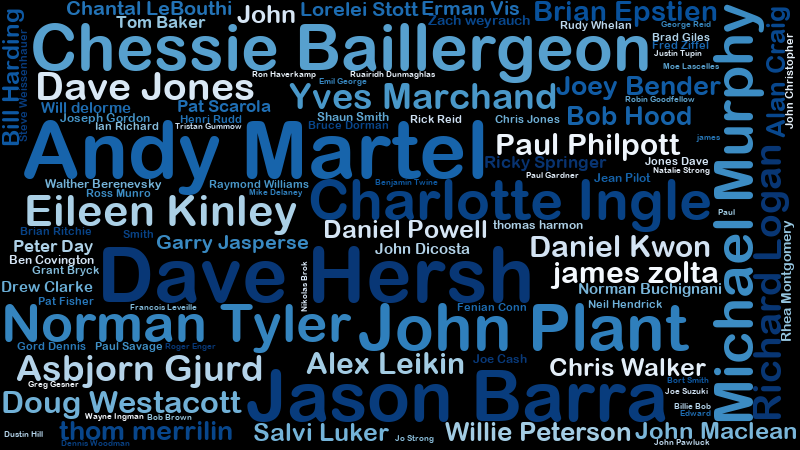 Chantal LeBouthi
John
Lorelei Stott
Erman Vis
Brian Epstien
Tom Baker
Zach weyrauch
Rudy Whelan
George Reid
Bill Harding
Steve Weissenhauer
Chessie Baillergeon
Brad Giles
Fred Ziffel
Justin Tupin
Michael Murphy
Alan Craig
John Christopher
Ron Haverkamp
Ruairidh Dunmaghlas
Moe Lascelles
Dave Jones
Emil George
Yves Marchand
Joey Bender
Robin Goodfellow
Will delorme
Pat Scarola
Joseph Gordon
Henri Rudd
Shaun Smith
Rick Reid
Chris Jones
Bob Hood
Ian Richard
Tristan Gummow
Bruce Dorman
Andy Martel
Paul Philpott
james
Ricky Springer
Jones Dave
Natalie Strong
Paul Gardner
Jean Pilot
Walther Berenevsky
Raymond Williams
Benjamin Twine
Ross Munro
Mike Delaney
Charlotte Ingle
Richard Logan
Eileen Kinley
Paul
Daniel Powell
thomas harmon
Rhea Montgomery
Brian Ritchie
Smith
Garry Jasperse
John Dicosta
Daniel Kwon
Peter Day
Ben Covington
Grant Bryck
Dave Hersh
Nikolas Brok
james zolta
Drew Clarke
Norman Buchignani
Pat Fisher
Francois Leveille
Fenian Conn
Neil Hendrick
Norman Tyler
John Plant
Gord Dennis
Paul Savage
Roger Enger
Asbjorn Gjurd
Alex Leikin
Joe Cash
Chris Walker
Greg Gesner
Jason Barra
Bort Smith
Joe Suzuki
Doug Westacott
Billie Bob
Edward
Wayne Ingman
Bob Brown
Dustin Hill
thom merrilin
Salvi Luker
Jo Strong
Willie Peterson
John Maclean
Dennis Woodman
John Pawluck